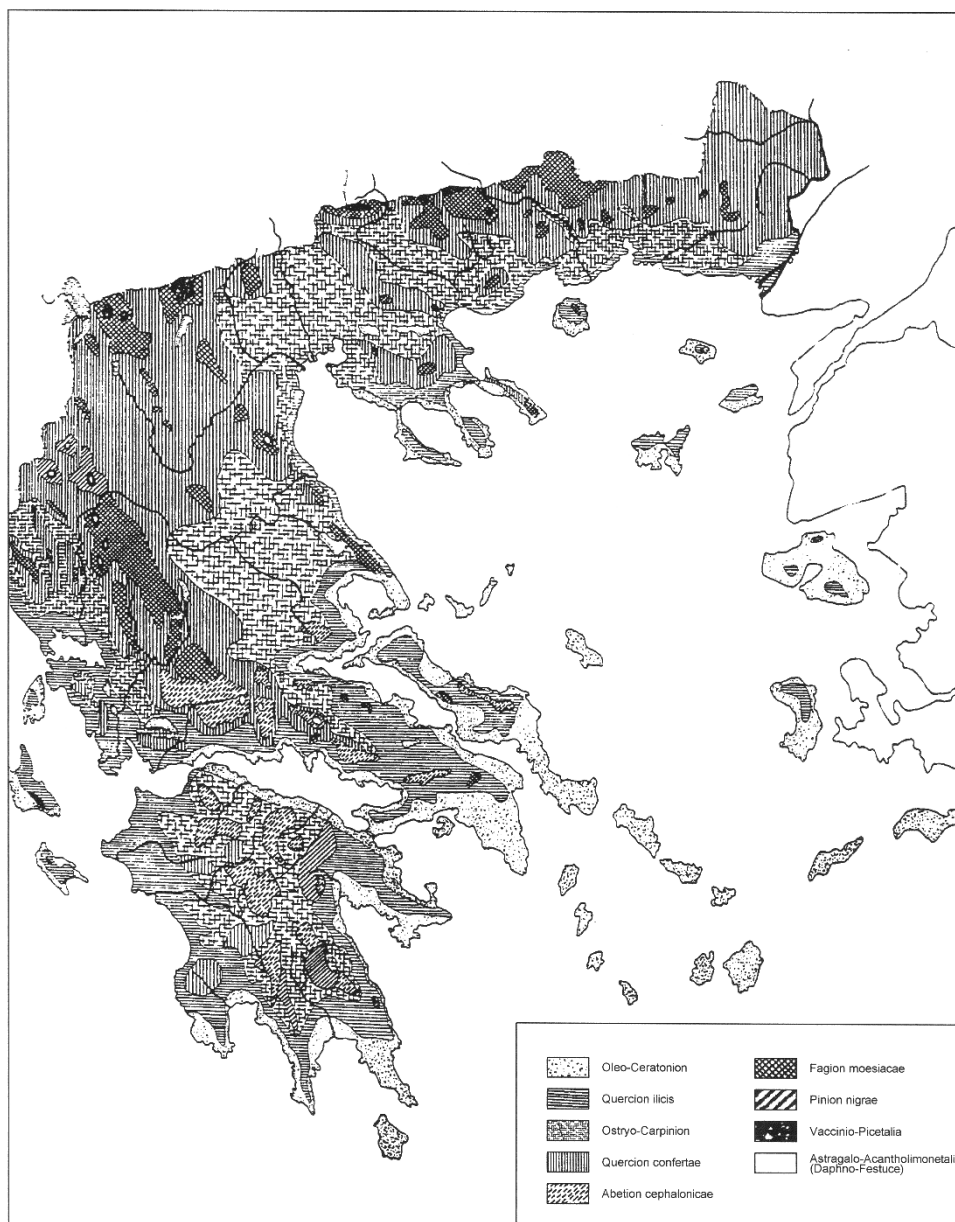 Oleo-Ceratonion
Quercion ilicis
Ostryo-Carpinion
Quercion confertae
Abetion cephalonicae
Fagion moesiacae
Pinion nigrae
Vaccinio-Picetalia
Astragalo-Acantholimonetali
(Daphno-Festuce)